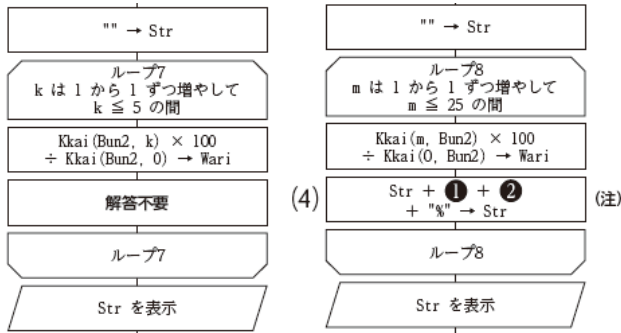 "" → Str
ループ7
k は 1 から 1 ずつ増やして
k ≦ 5 の間
Kkai(Bun2, k) × 100
÷ Kkai(Bun2, 0) → Wari
解答不要
ループ7
Str を表示
"" → Str
ループ8
m は 1 から 1 ずつ増やして
m ≦ 25 の間
Kkai(m, Bun2) × 100
÷ Kkai(0, Bun2) → Wari
(4)
Str + ❶ + ❷
+ "%" → Str
(注)
ループ8
Str を表示